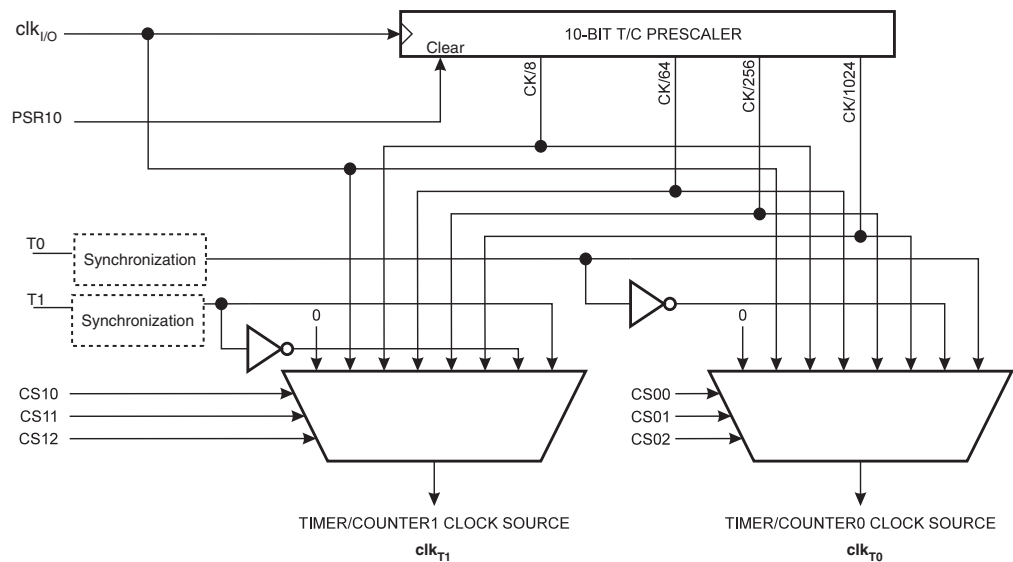 clkI/O
10-BIT T/C PRESCALER
Clear
CK/8
CK/64
CK/256
CK/1024
PSR10
T0
Synchronization
T1
Synchronization
0
0
CS10
CS11
CS12
CS00
CS01
CS02
TIMER/COUNTER1 CLOCK SOURCE
clkT1
TIMER/COUNTER0 CLOCK SOURCE
clkT0